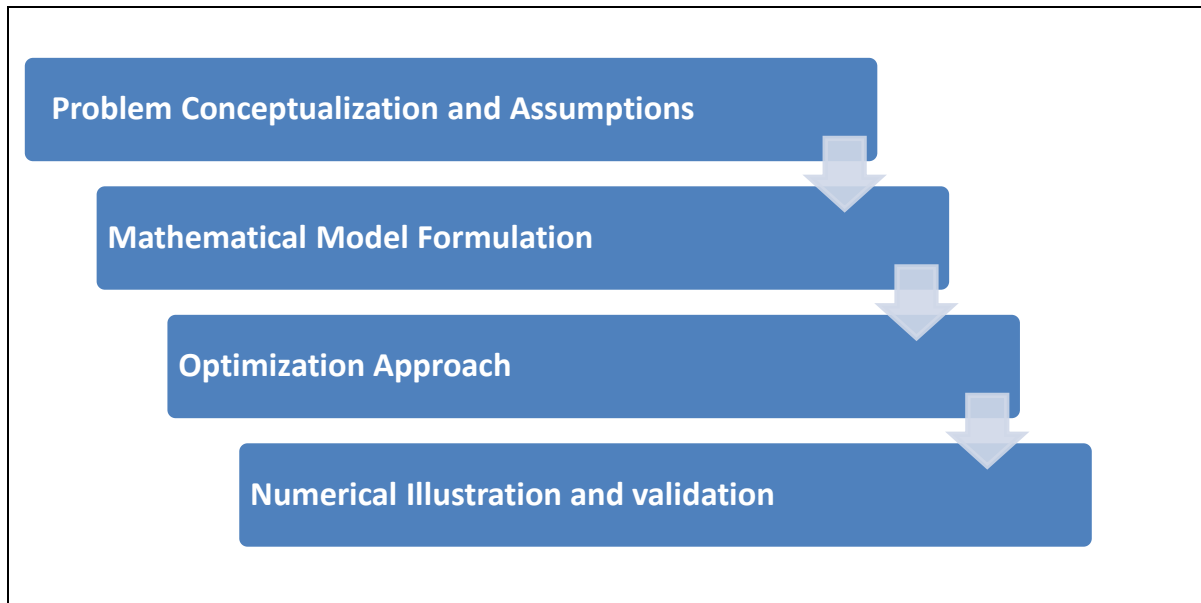 Problem Conceptualization and Assumptions
Mathematical Model Formulation
Optimization Approach
Numerical Illustration and validation